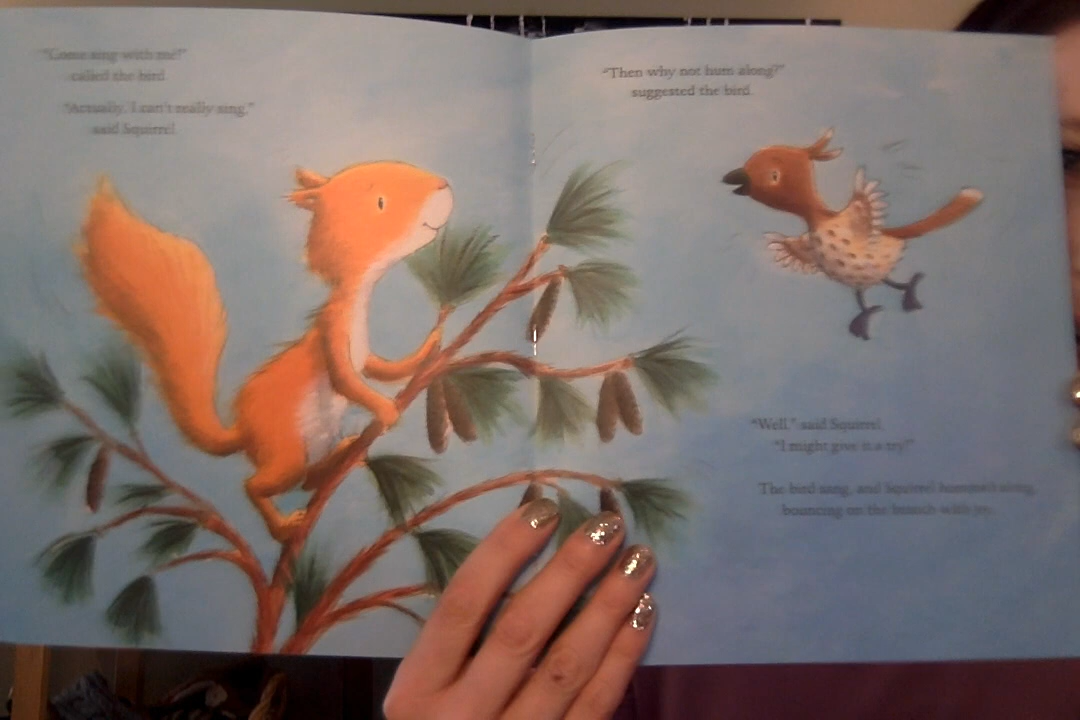 "Come sing with me!"
called the bird.
"Actually, I can't really sing,"
said Squirrel.
"Then why not hum along?"
suggested the bird.
"Well," said Squirrel,
"I might give it a try!"
The bird sang, and Squirrel hummed along,
bouncing on the branch with joy.